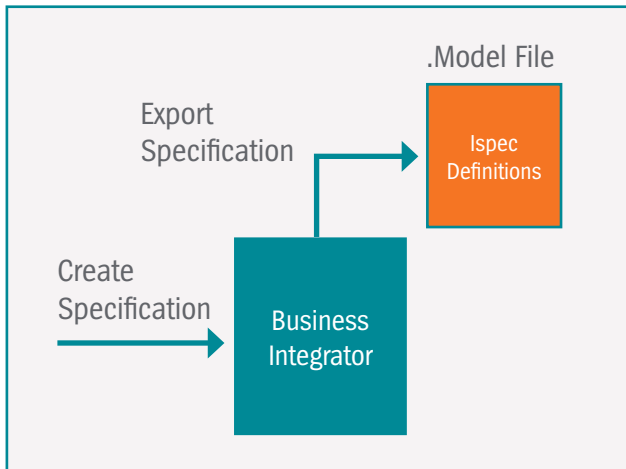 .Model File
Export
Specification
Ispec
Definitions
Create
Specification
Business
Integrator